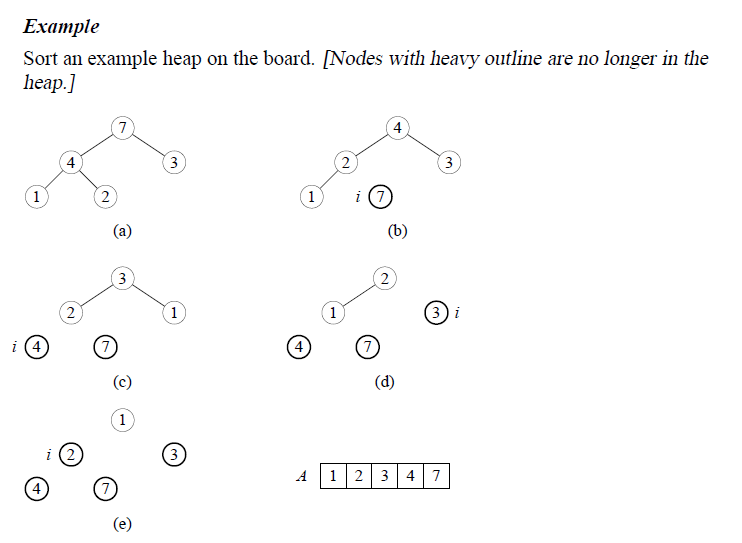 Example
Sort an example heap on the board. [Nodes with heavy outline are no longer in the
heap.]
7
4 3
1 2
(a)
4
2 3
1 i 7
(b)
3
2 1
i 4 7
(c)
2
1 3 i
4 7
(d)
1
i 2 3
4 7
(e)
A 1 2 3 4 7